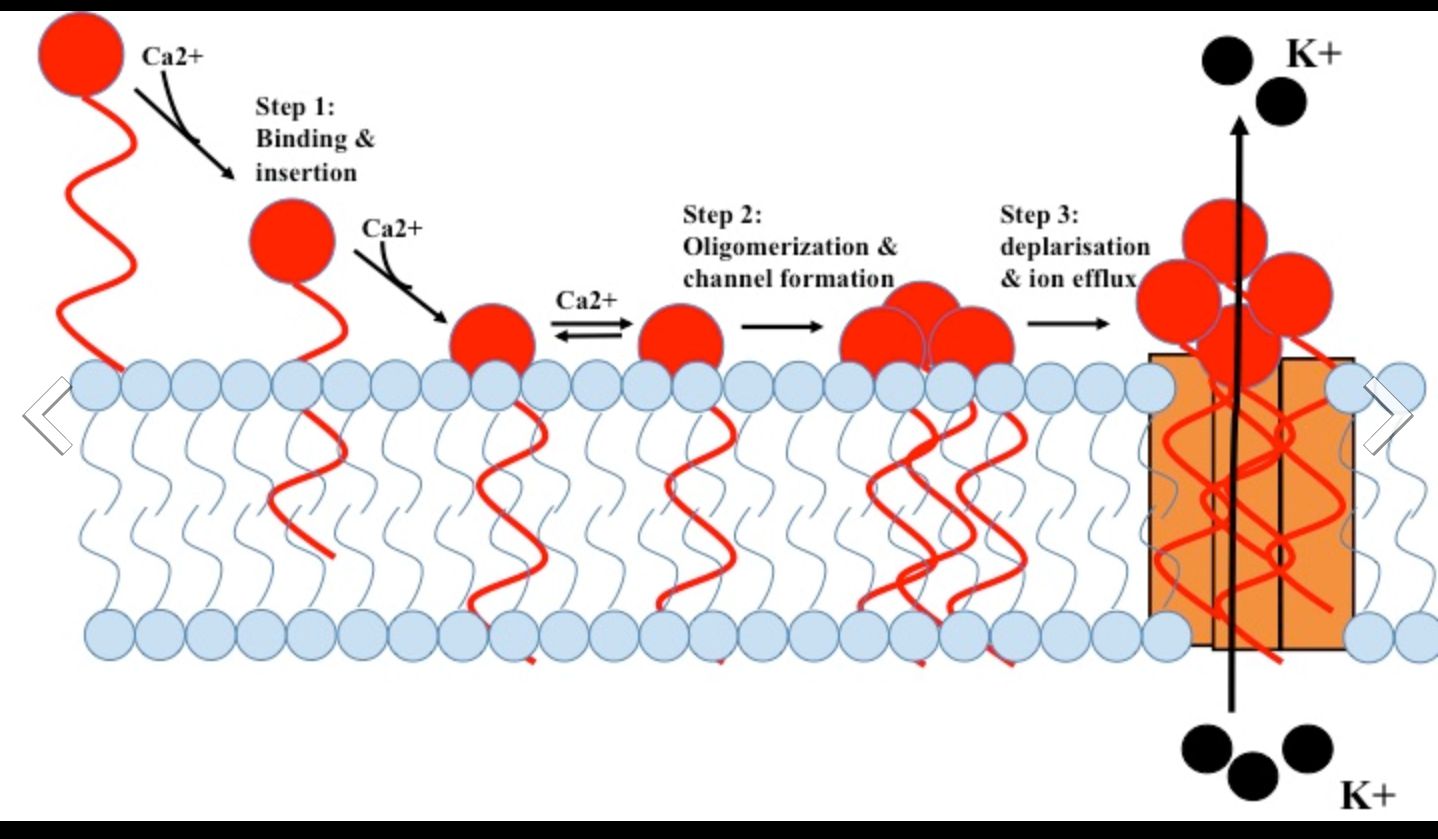 Ca2+
Step 1:
Binding &
insertion
Ca2+
Ca2+
Step 2:
Oligomerization &
channel formation
Step 3:
deplarisation
& ion efflux
K+
K+